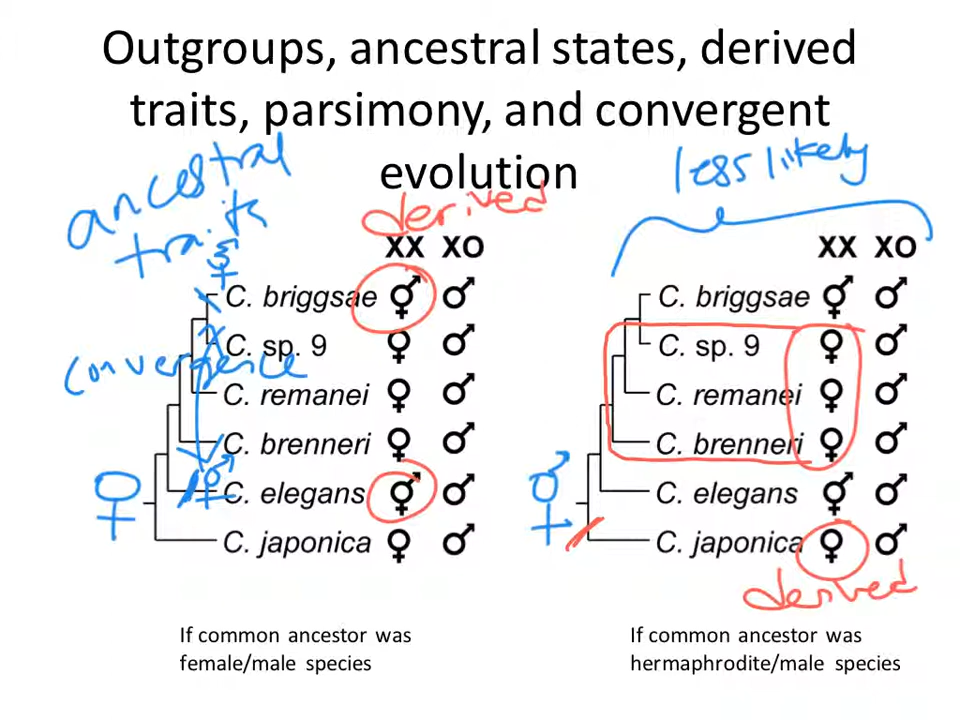 Outgroups, ancestral states, derived
traits, parsimony, and convergent
evolution
ancestral
traits
derived
less likely
XX XO
C. briggsae ⚥ ♂
C. sp. 9 ♀ ♂
C. remanei ♀ ♂
convergence
C. brenneri ♀ ♂
C. elegans ⚥ ♂
C. japonica ♀ ♂
If common ancestor was
female/male species
XX XO
C. briggsae ⚥ ♂
C. sp. 9 ♀ ♂
C. remanei ♀ ♂
C. brenneri ♀ ♂
C. elegans ⚥ ♂
C. japonica ♀ ♂
derived
If common ancestor was
hermaphrodite/male species